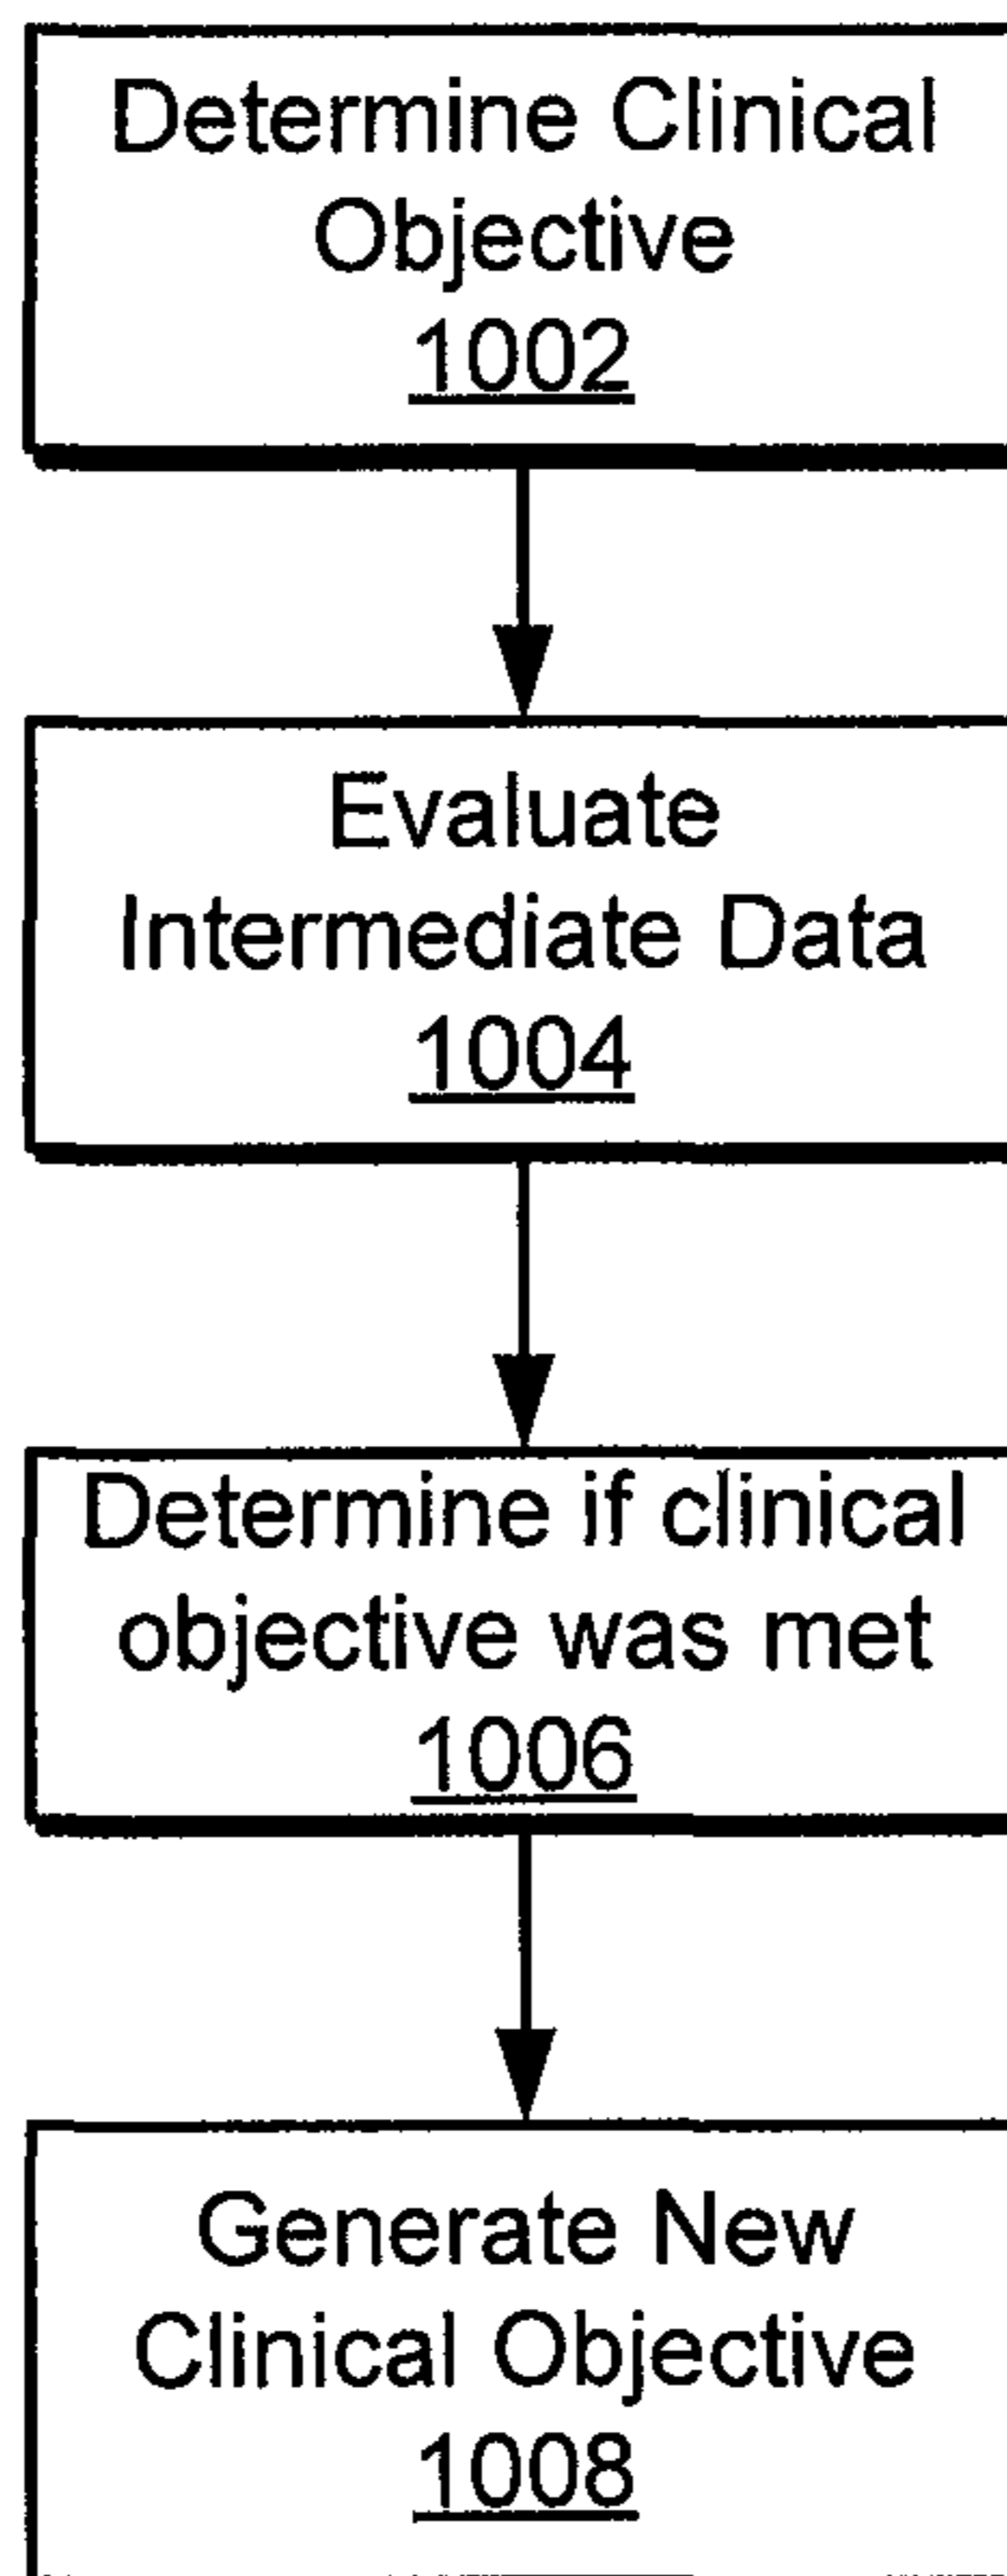 Determine Clinical
Objective
1002
Evaluate
Intermediate Data
1004
Determine if clinical
objective was met
1006
Generate New
Clinical Objective
1008